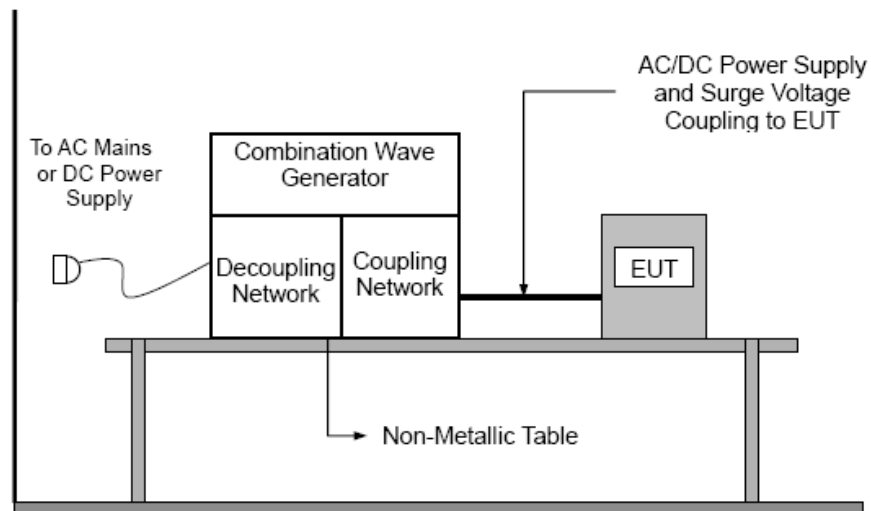 AC/DC Power Supply
and Surge Voltage
Coupling to EUT
To AC Mains
or DC Power
Supply
Combination Wave
Generator
Decoupling
Network
Coupling
Network
EUT
Non-Metallic Table